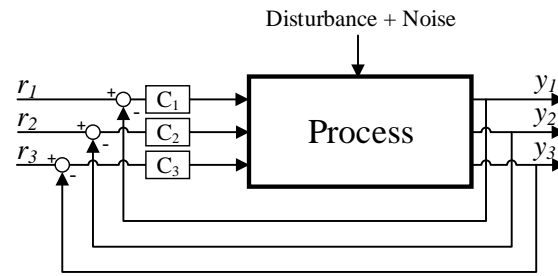 Disturbance + Noise
r1 + - C1 y1
r2 + - C2 Process y2
r3 + - C3 y3